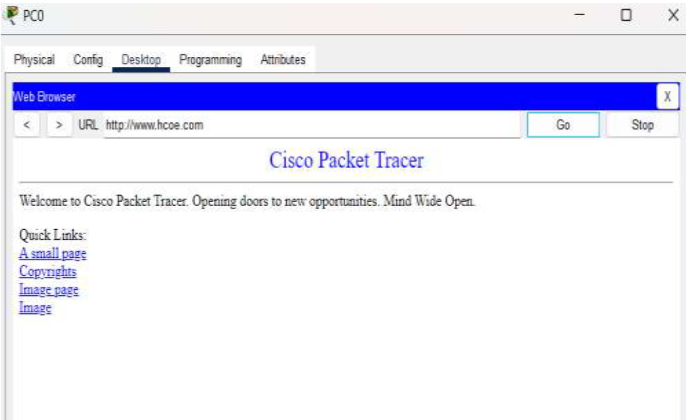 PC0
Physical Config Desktop Programming Attributes
Web Browser X
< > URL http://www.hcoe.com Go Stop
Cisco Packet Tracer
Welcome to Cisco Packet Tracer. Opening doors to new opportunities. Mind Wide Open.
Quick Links:
A small page
Copyrights
Image page
Image